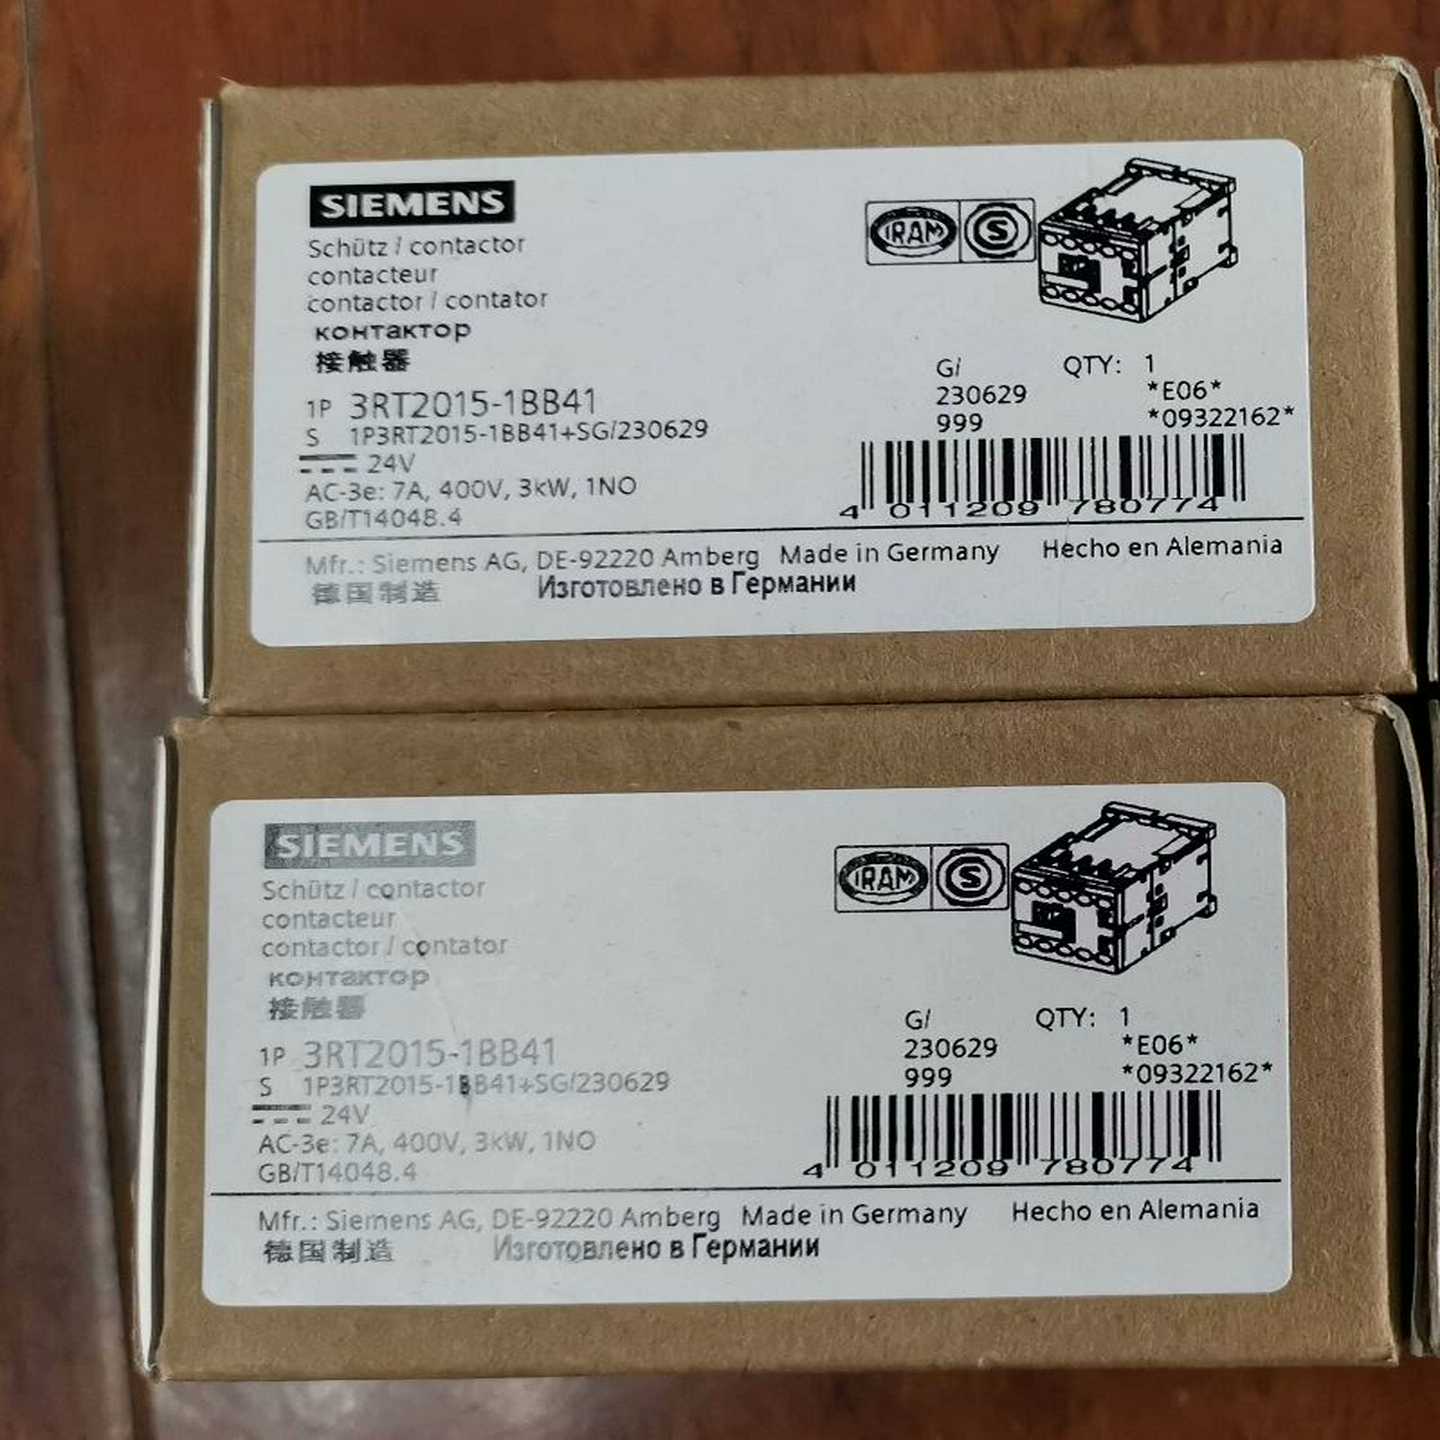 SIEMENS
Schütz / contactor
contacteur
contactor / contator
контактор
接触器
IRAM S
1P 3RT2015-1BB41
S 1P3RT2015-1BB41+SG/230629
24V
AC-3e: 7A, 400V, 3kW, 1NO
GB/T14048.4
G/ QTY: 1
230629 *E06*
999 *09322162*
4 011209 780774
Mfr.: Siemens AG, DE-92220 Amberg Made in Germany Hecho en Alemania
德国制造 Изготовлено в Германии
SIEMENS
Schütz / contactor
contacteur
contactor / contator
контактор
接触器
IRAM S
1P 3RT2015-1BB41
S 1P3RT2015-1BB41+SG/230629
24V
AC-3e: 7A, 400V, 3kW, 1NO
GB/T14048.4
G/ QTY: 1
230629 *E06*
999 *09322162*
4 011209 780774
Mfr.: Siemens AG, DE-92220 Amberg Made in Germany Hecho en Alemania
德国制造 Изготовлено в Германии